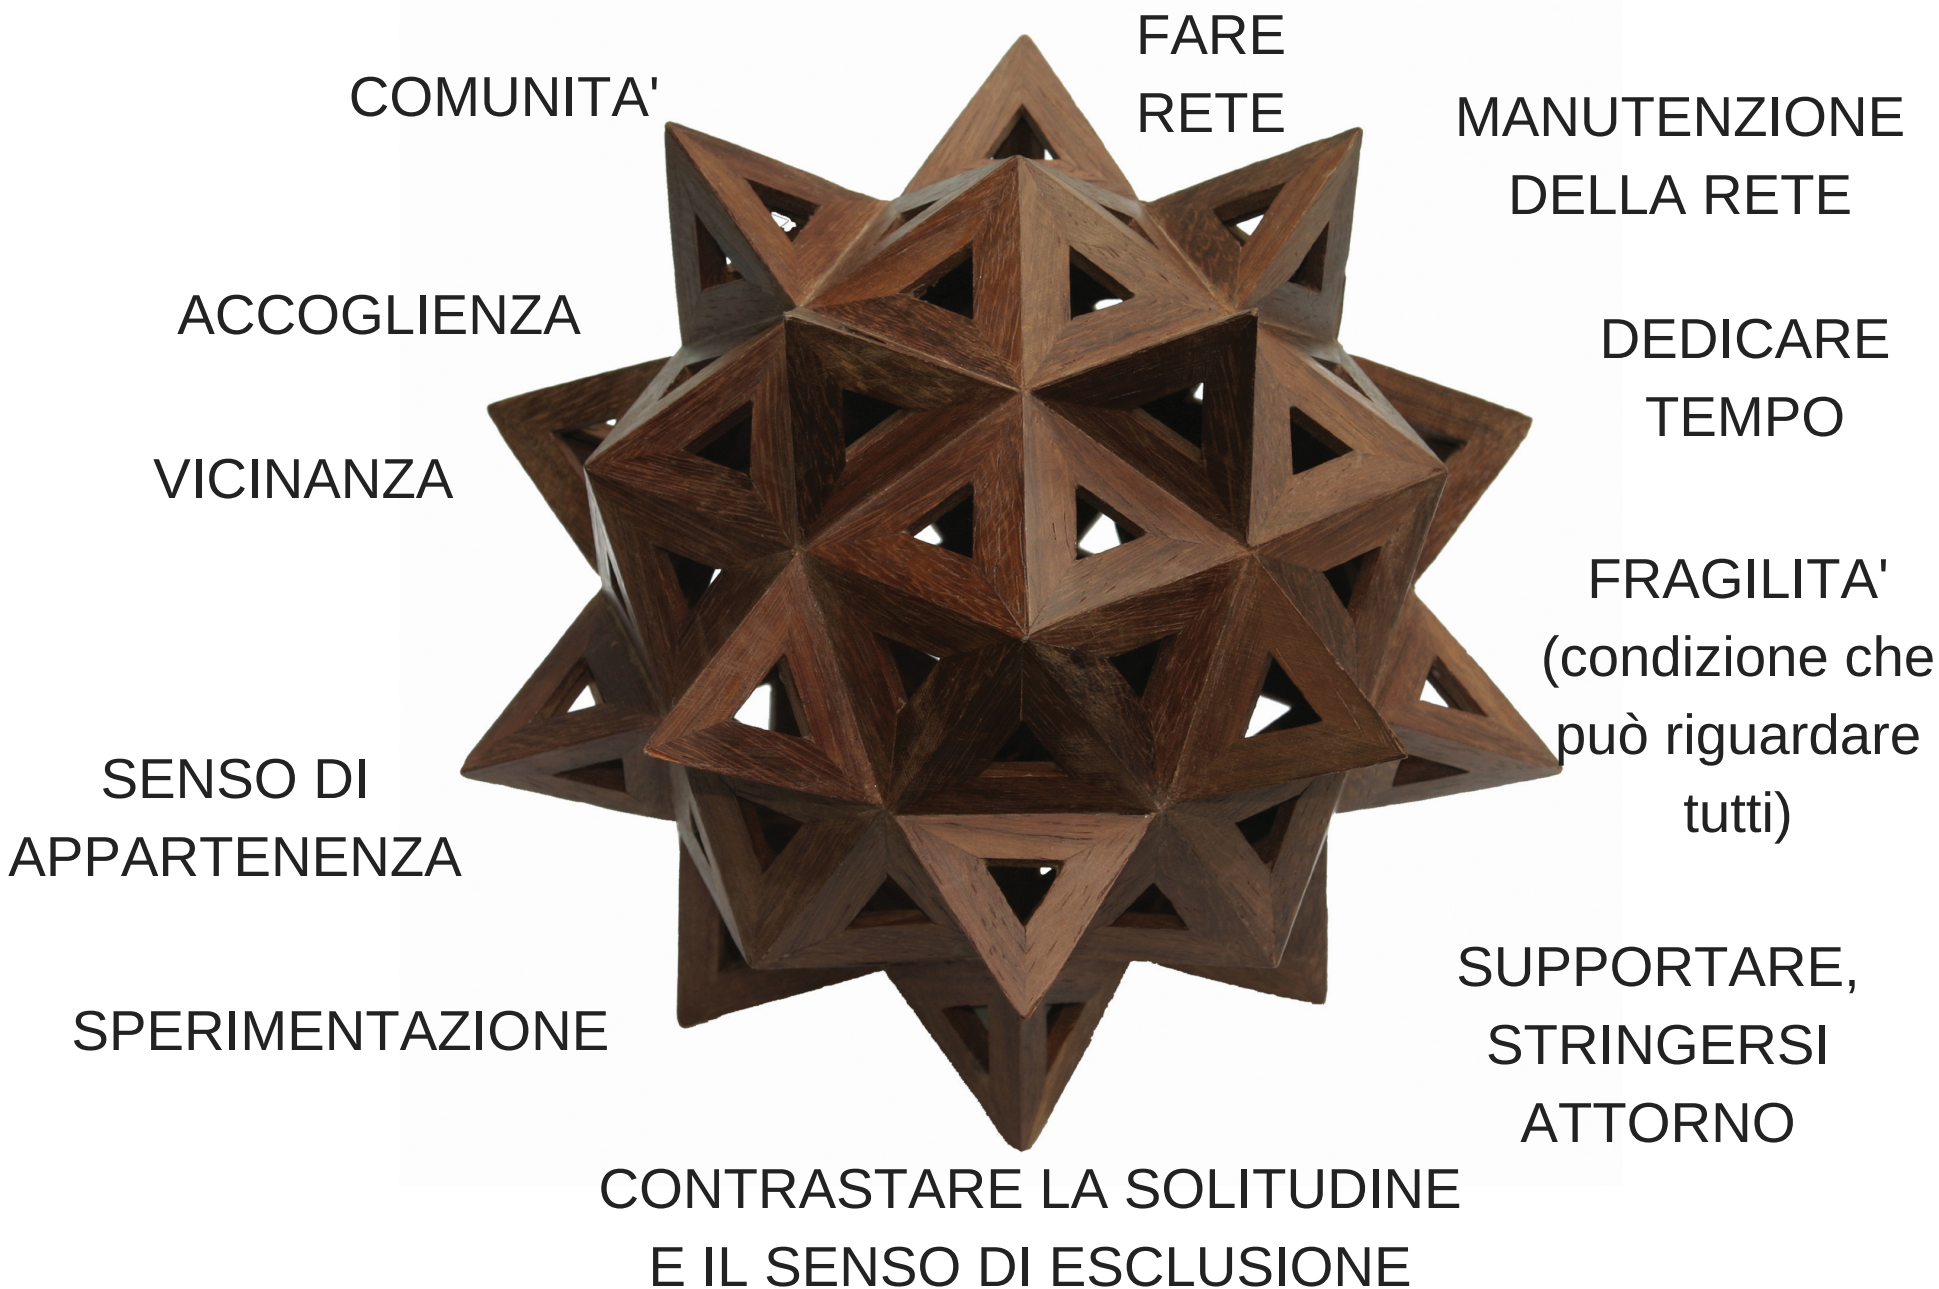 FARE
RETE
COMUNITA'
MANUTENZIONE
DELLA RETE
ACCOGLIENZA
DEDICARE
TEMPO
VICINANZA
FRAGILITA'
(condizione che
può riguardare
tutti)
SENSO DI
APPARTENENZA
SUPPORTARE,
STRINGERSI
ATTORNO
SPERIMENTAZIONE
CONTRASTARE LA SOLITUDINE
E IL SENSO DI ESCLUSIONE